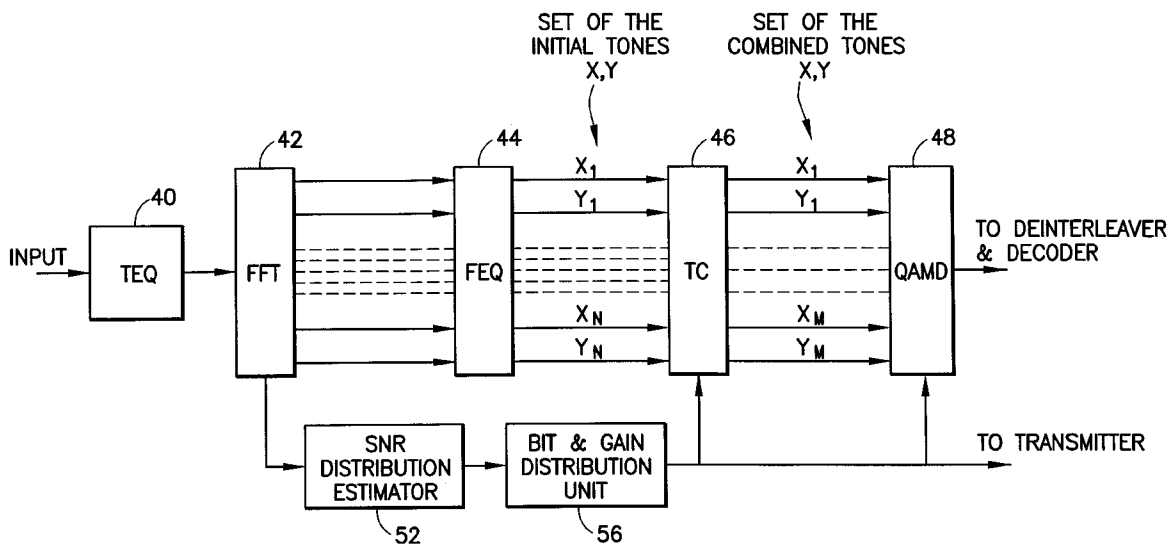 SET OF THE
INITIAL TONES
X,Y
SET OF THE
COMBINED TONES
X,Y
42
44
46
48
40
X1
X1
Y1
Y1
INPUT
TEQ
FFT
FEQ
TC
QAMD
TO DEINTERLEAVER
& DECODER
XN
XM
YN
YM
SNR
DISTRIBUTION
ESTIMATOR
BIT & GAIN
DISTRIBUTION
UNIT
TO TRANSMITTER
52
56